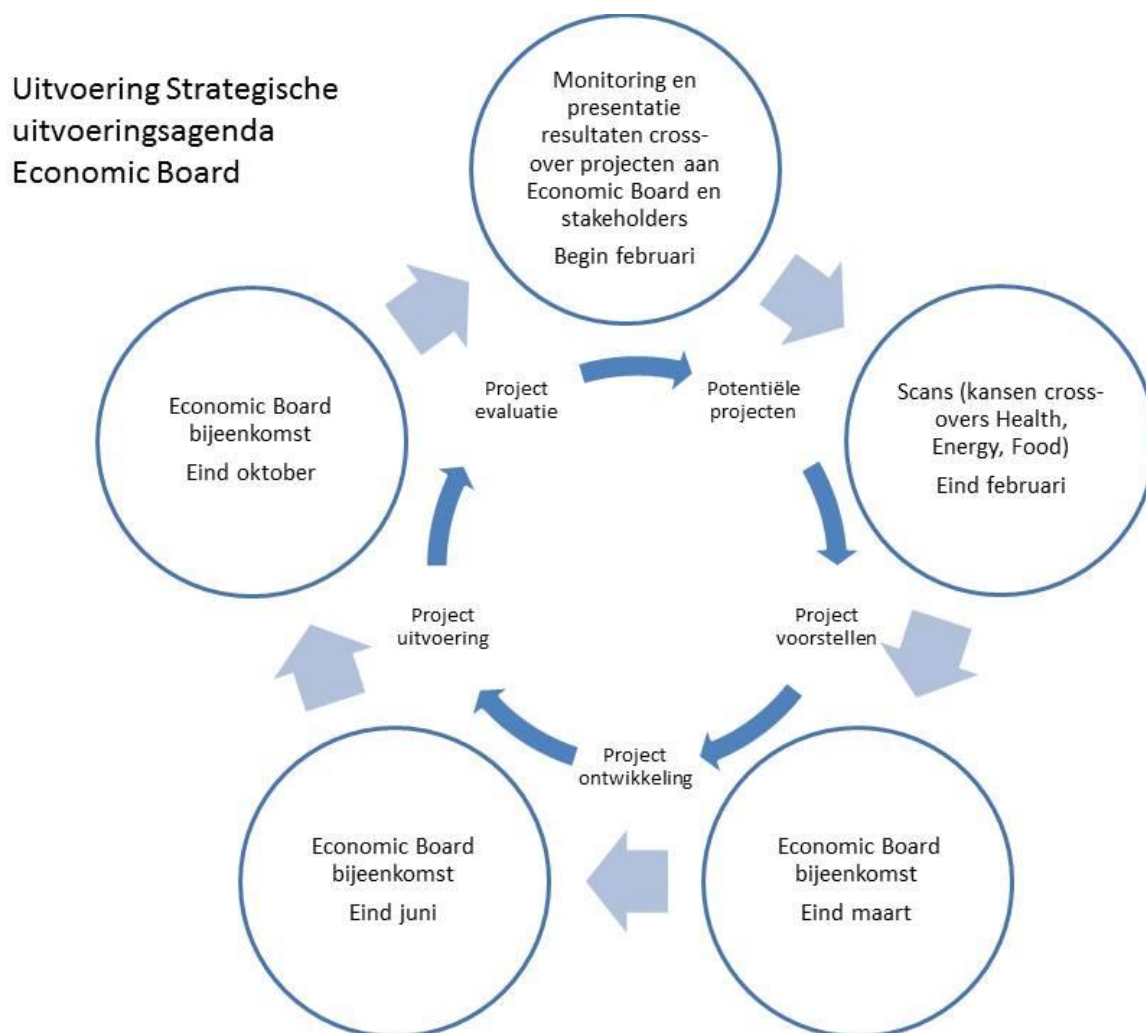 Uitvoering Strategische
uitvoeringsagenda
Economic Board
Monitoring en
presentatie
resultaten cross-
over projecten aan
Economic Board en
stakeholders
Begin februari
Scans (kansen cross-
overs Health,
Energy, Food)
Eind februari
Economic Board
bijeenkomst
Eind maart
Economic Board
bijeenkomst
Eind juni
Economic Board
bijeenkomst
Eind oktober
Project
evaluatie
Potentiële
projecten
Project
voorstellen
Project
ontwikkeling
Project
uitvoering